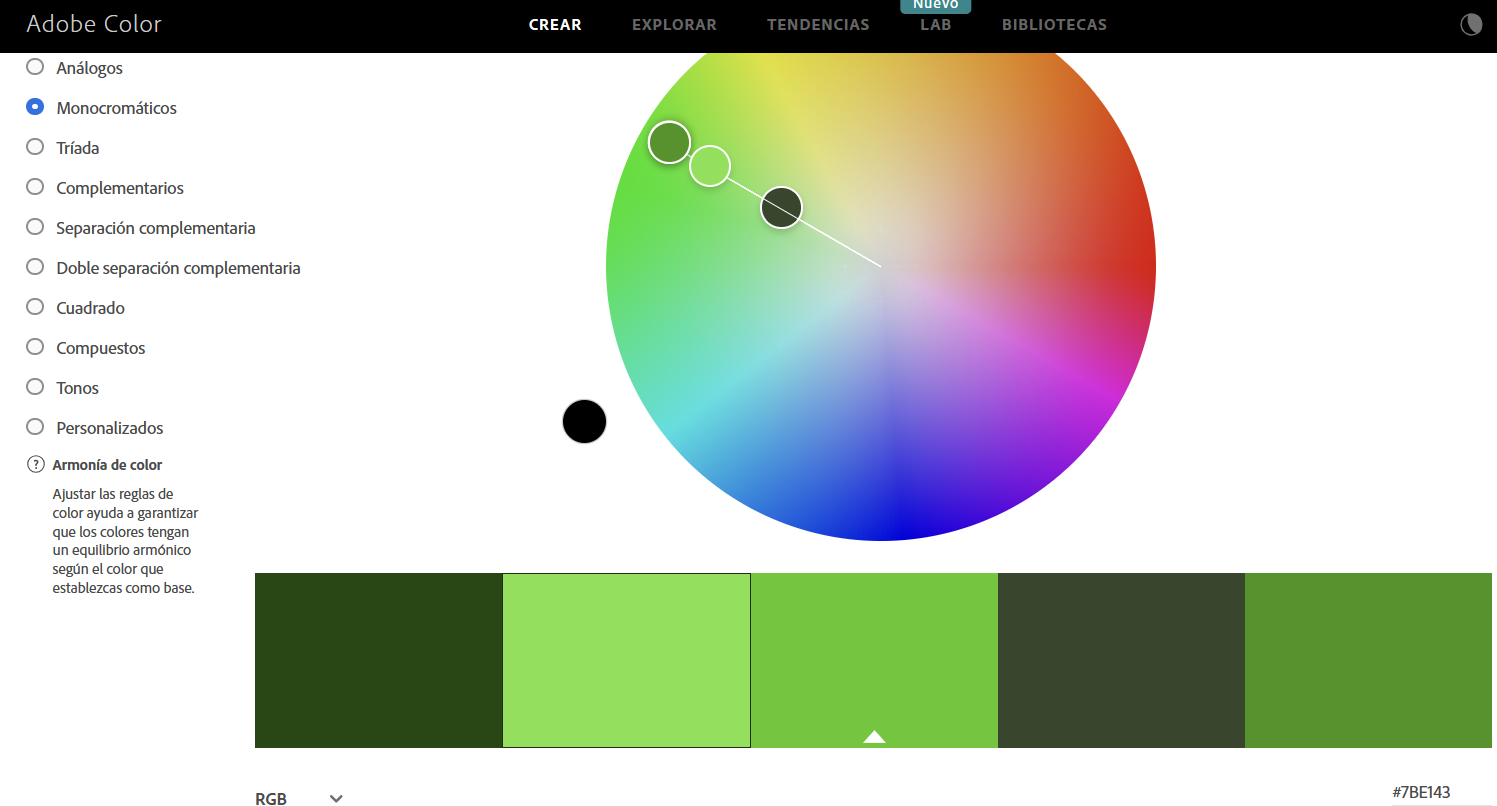 Adobe Color
CREAR
EXPLORAR
TENDENCIAS
Nuevo
LAB
BIBLIOTECAS
Análogos
Monocromáticos
Tríada
Complementarios
Separación complementaria
Doble separación complementaria
Cuadrado
Compuestos
Tonos
Personalizados
? Armonía de color
Ajustar las reglas de
color ayuda a garantizar
que los colores tengan
un equilibrio armónico
según el color que
establezcas como base.
RGB
#7BE143